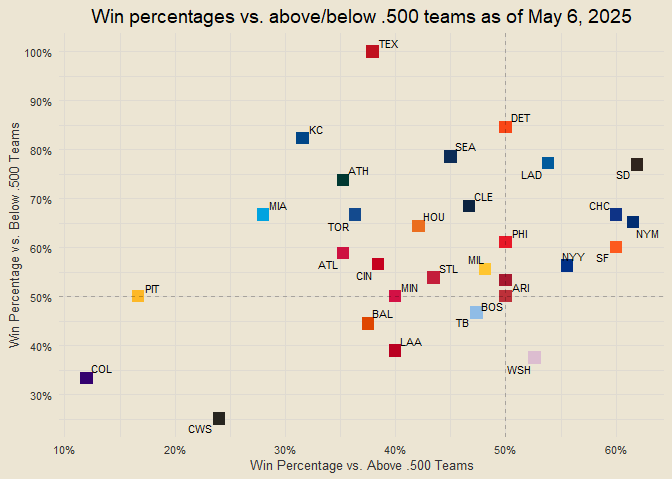 Win percentages vs. above/below .500 teams as of May 6, 2025
TEX
100%
90%
DET
KC
80%
SEA
LAD
SD
ATH
70%
CLE
MIA
TOR
HOU
CHC
NYM
PHI
60%
SF
ATL
CIN
STL
MIL
NYY
PIT
MIN
ARI
50%
BOS
BAL
TB
LAA
40%
WSH
COL
30%
CWS
10%
20%
30%
40%
50%
60%
Win Percentage vs. Above .500 Teams
Win Percentage vs. Below .500 Teams